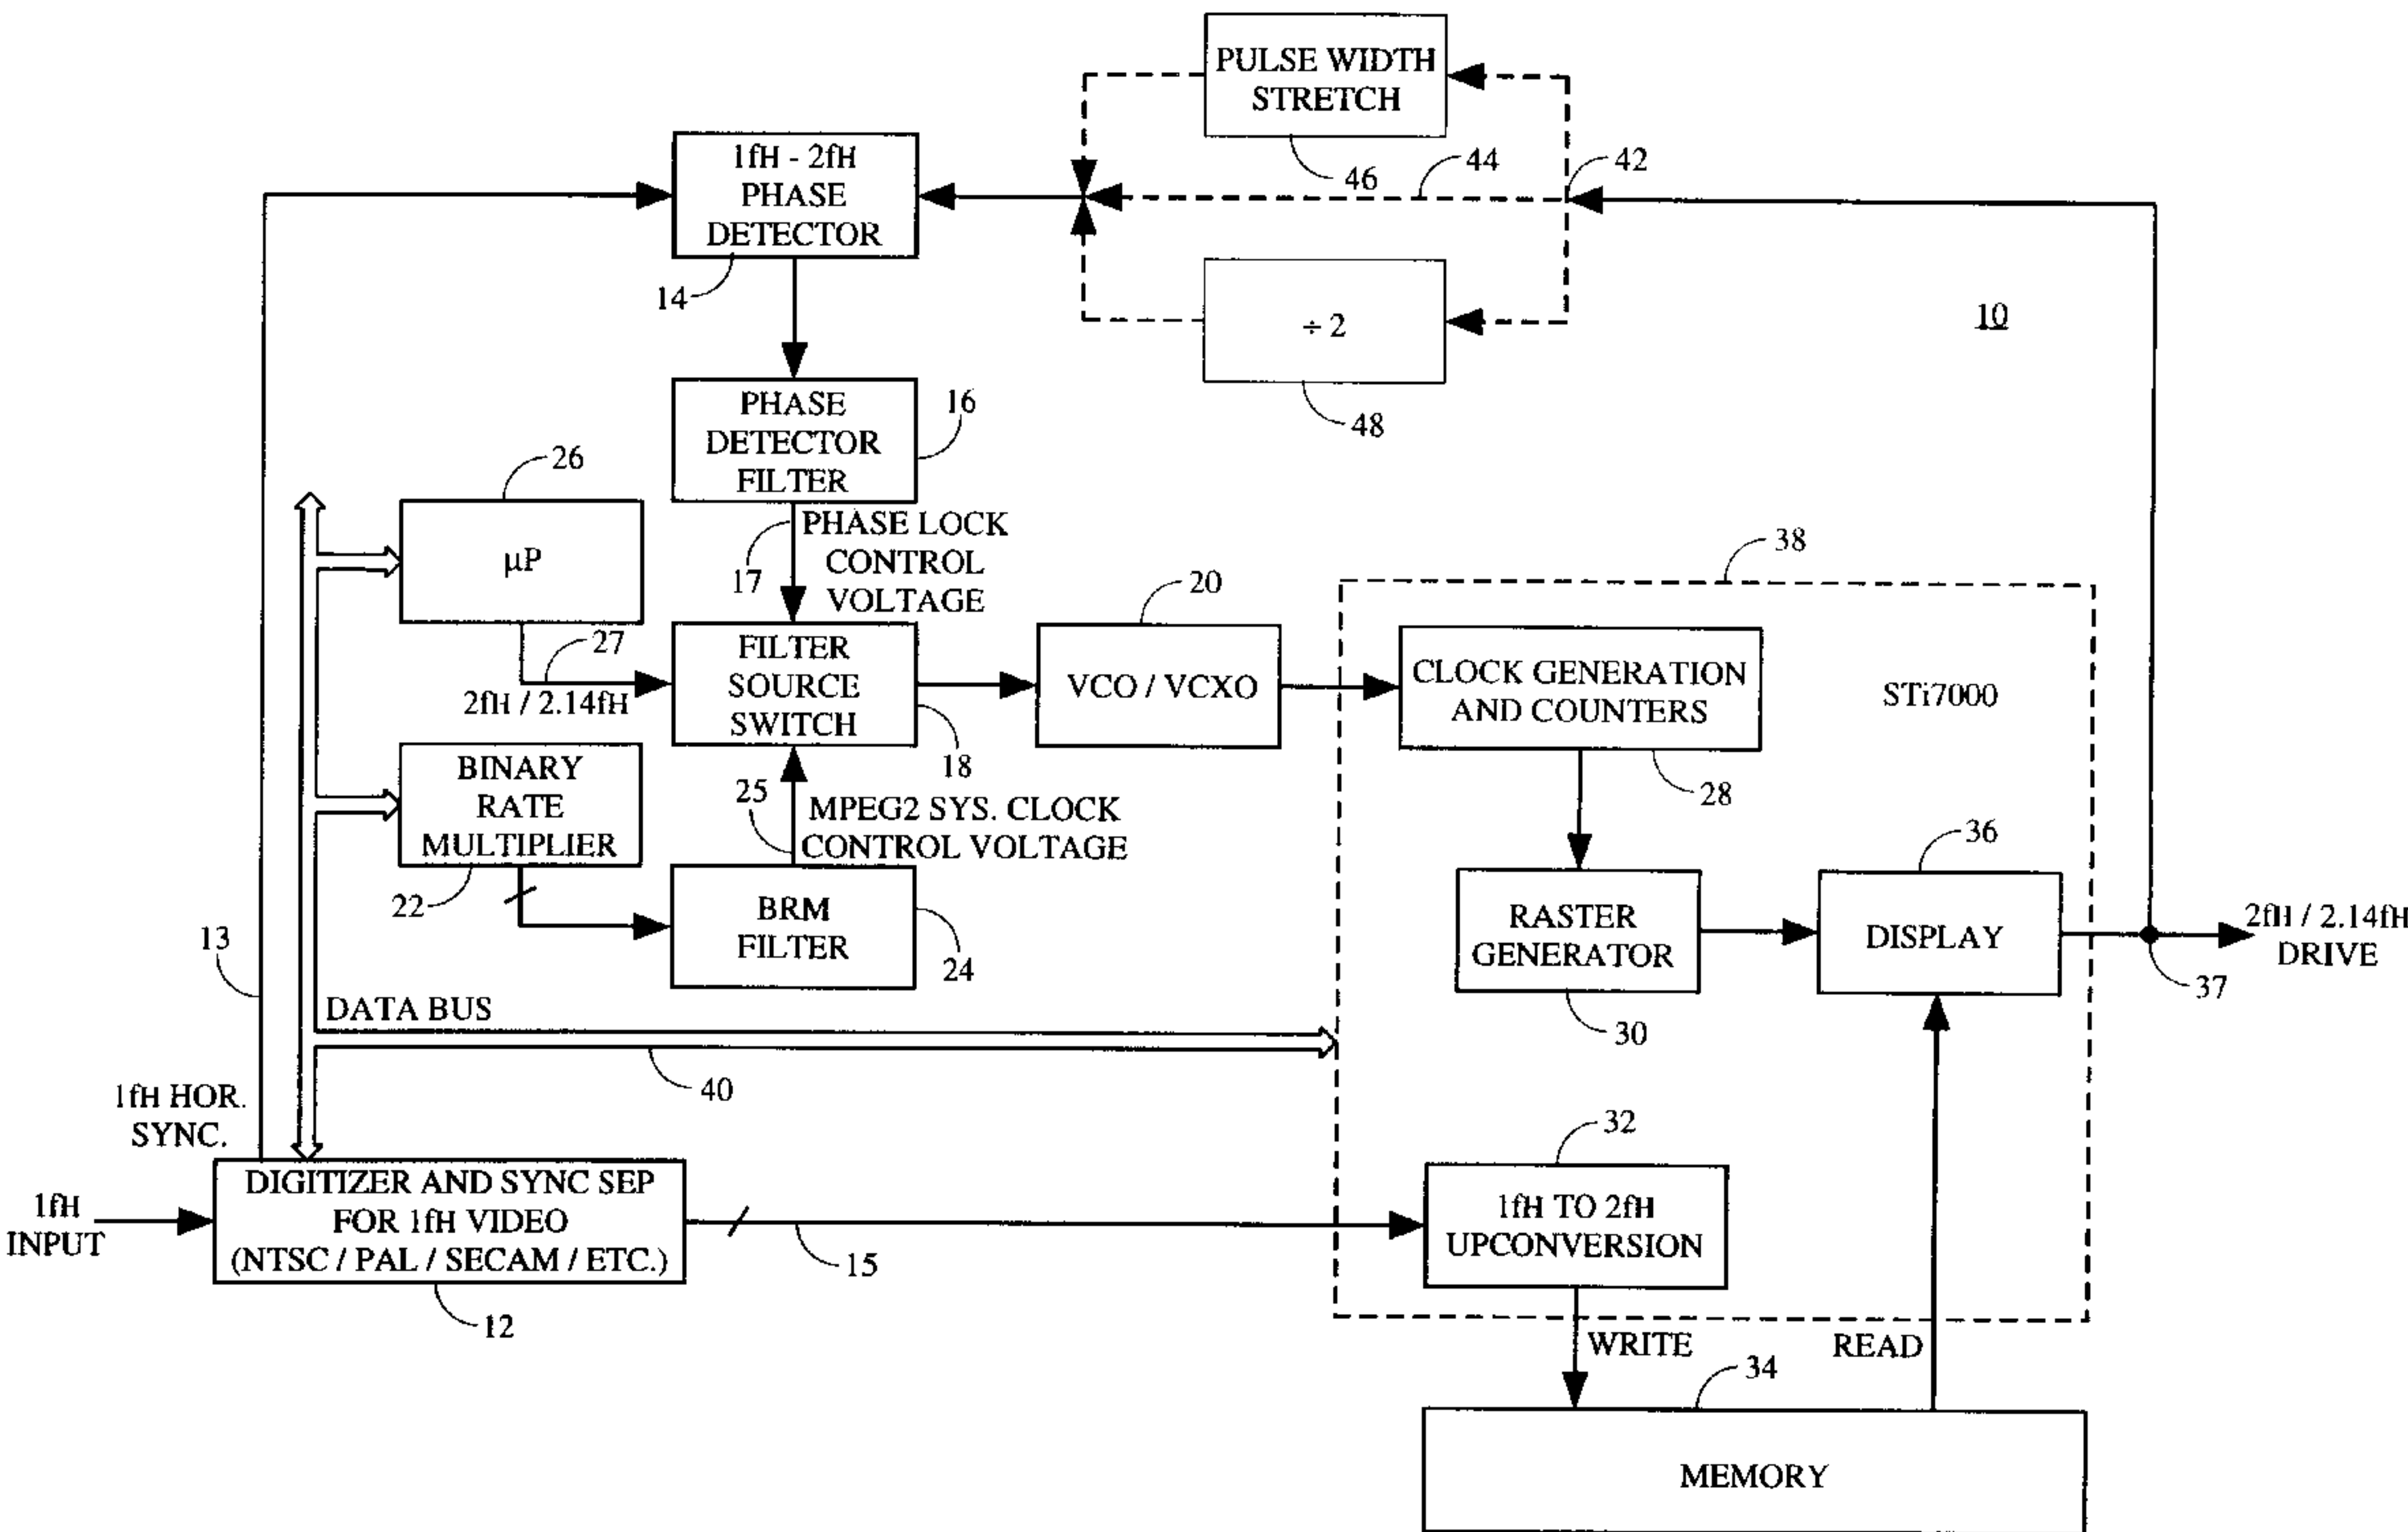 PULSE WIDTH
STRETCH
46
44
42
1fH - 2fH
PHASE
DETECTOR
14
÷ 2
48
10
PHASE
DETECTOR
FILTER
16
26
µP
17
PHASE LOCK
CONTROL
VOLTAGE
27
2fH / 2.14fH
FILTER
SOURCE
SWITCH
18
20
VCO / VCXO
38
CLOCK GENERATION
AND COUNTERS
28
STi7000
BINARY
RATE
MULTIPLIER
22
25
MPEG2 SYS. CLOCK
CONTROL VOLTAGE
BRM
FILTER
24
RASTER
GENERATOR
30
36
DISPLAY
2fH / 2.14fH
DRIVE
37
13
DATA BUS
40
1fH HOR.
SYNC.
1fH
INPUT
DIGITIZER AND SYNC SEP
FOR 1fH VIDEO
(NTSC / PAL / SECAM / ETC.)
12
15
32
1fH TO 2fH
UPCONVERSION
WRITE
READ
34
MEMORY